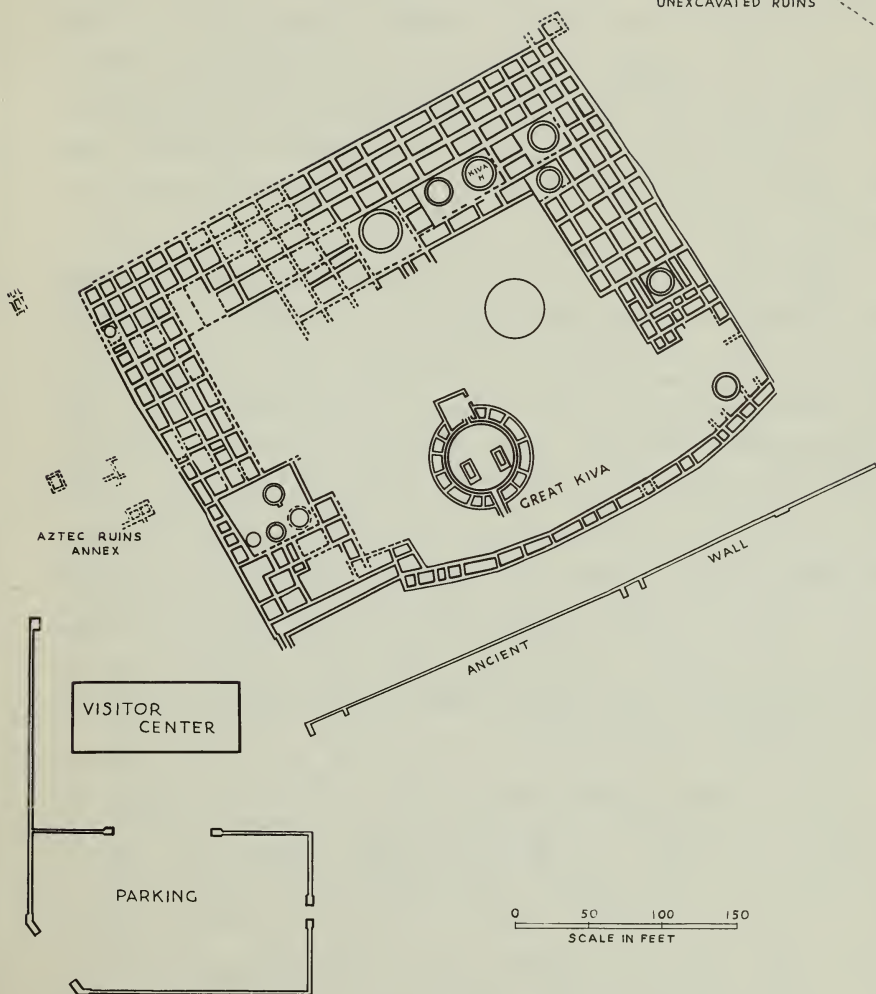 UNEXCAVATED RUINS
KIVA
H
GREAT KIVA
AZTEC RUINS
ANNEX
WALL
ANCIENT
VISITOR
CENTER
PARKING
0 50 100 150
SCALE IN FEET